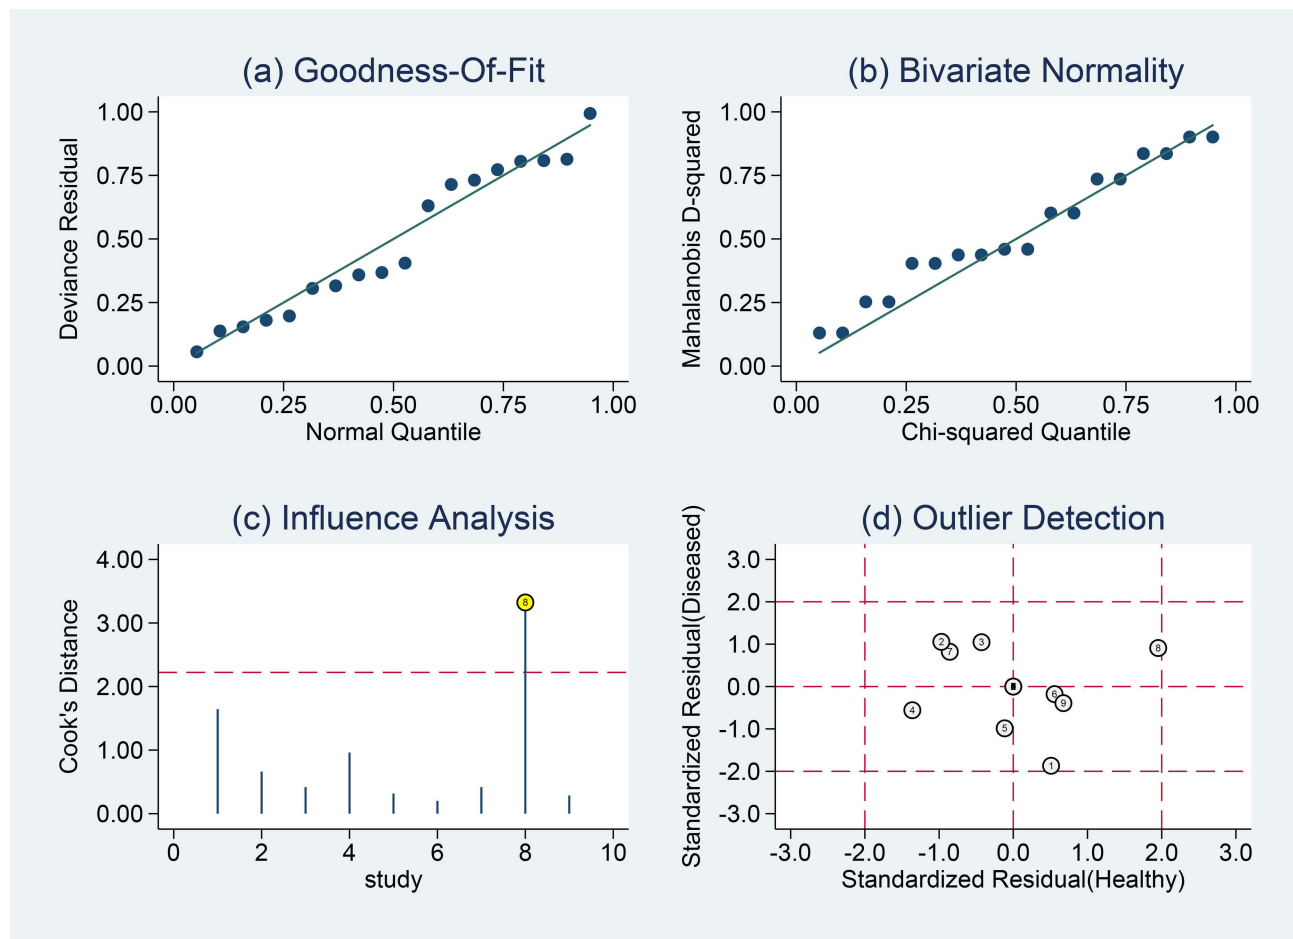 (a) Goodness-Of-Fit
Deviance Residual
1.00
0.75
0.50
0.25
0.00
0.00 0.25 0.50 0.75 1.00
Normal Quantile
(b) Bivariate Normality
Mahalanobis D-squared
1.00
0.75
0.50
0.25
0.00
0.00 0.25 0.50 0.75 1.00
Chi-squared Quantile
(c) Influence Analysis
Cook's Distance
4.00
3.00
2.00
1.00
0.00
8
0 2 4 6 8 10
study
(d) Outlier Detection
Standardized Residual(Diseased)
3.0
2.0
1.0
0.0
-1.0
-2.0
-3.0
2
7
3
8
4
6
9
5
1
-3.0 -2.0 -1.0 0.0 1.0 2.0 3.0
Standardized Residual(Healthy)